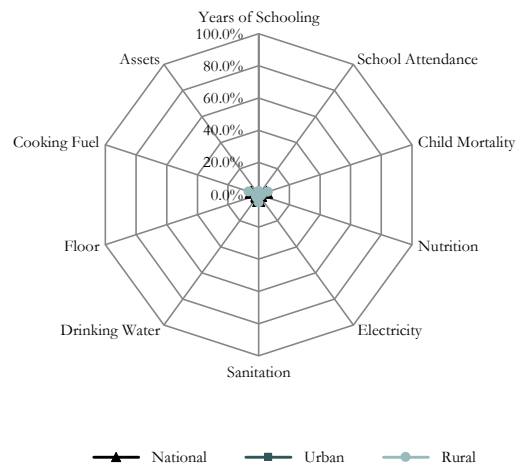 Years of Schooling
100.0%
Assets
School Attendance
80.0%
60.0%
Cooking Fuel
40.0%
Child Mortality
20.0%
0.0%
Floor
Nutrition
Drinking Water
Electricity
Sanitation
National
Urban
Rural